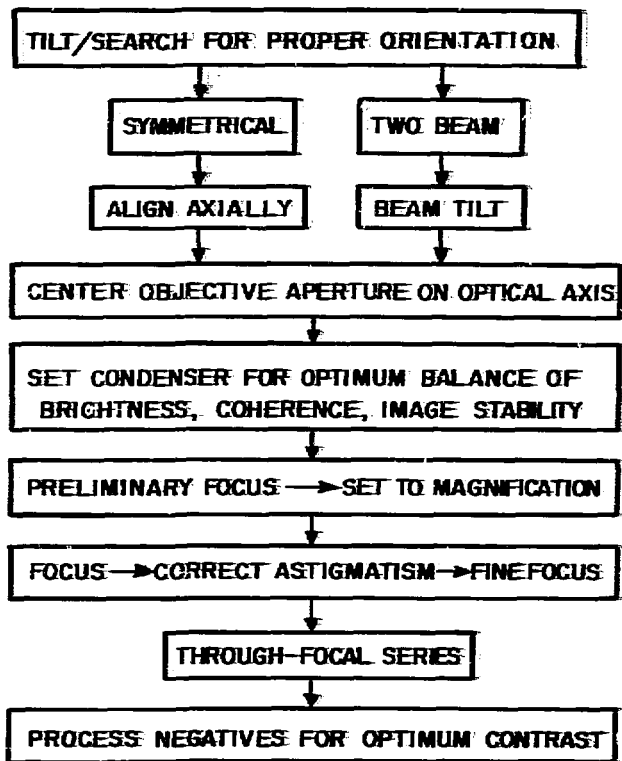 TILT/SEARCH FOR PROPER ORIENTATION
SYMMETRICAL
TWO BEAM
ALIGN AXIALLY
BEAM TILT
CENTER OBJECTIVE APERTURE ON OPTICAL AXIS
SET CONDENSER FOR OPTIMUM BALANCE OF
BRIGHTNESS, COHERENCE, IMAGE STABILITY
PRELIMINARY FOCUS → SET TO MAGNIFICATION
FOCUS → CORRECT ASTIGMATISM → FINE FOCUS
THROUGH-FOCAL SERIES
PROCESS NEGATIVES FOR OPTIMUM CONTRAST